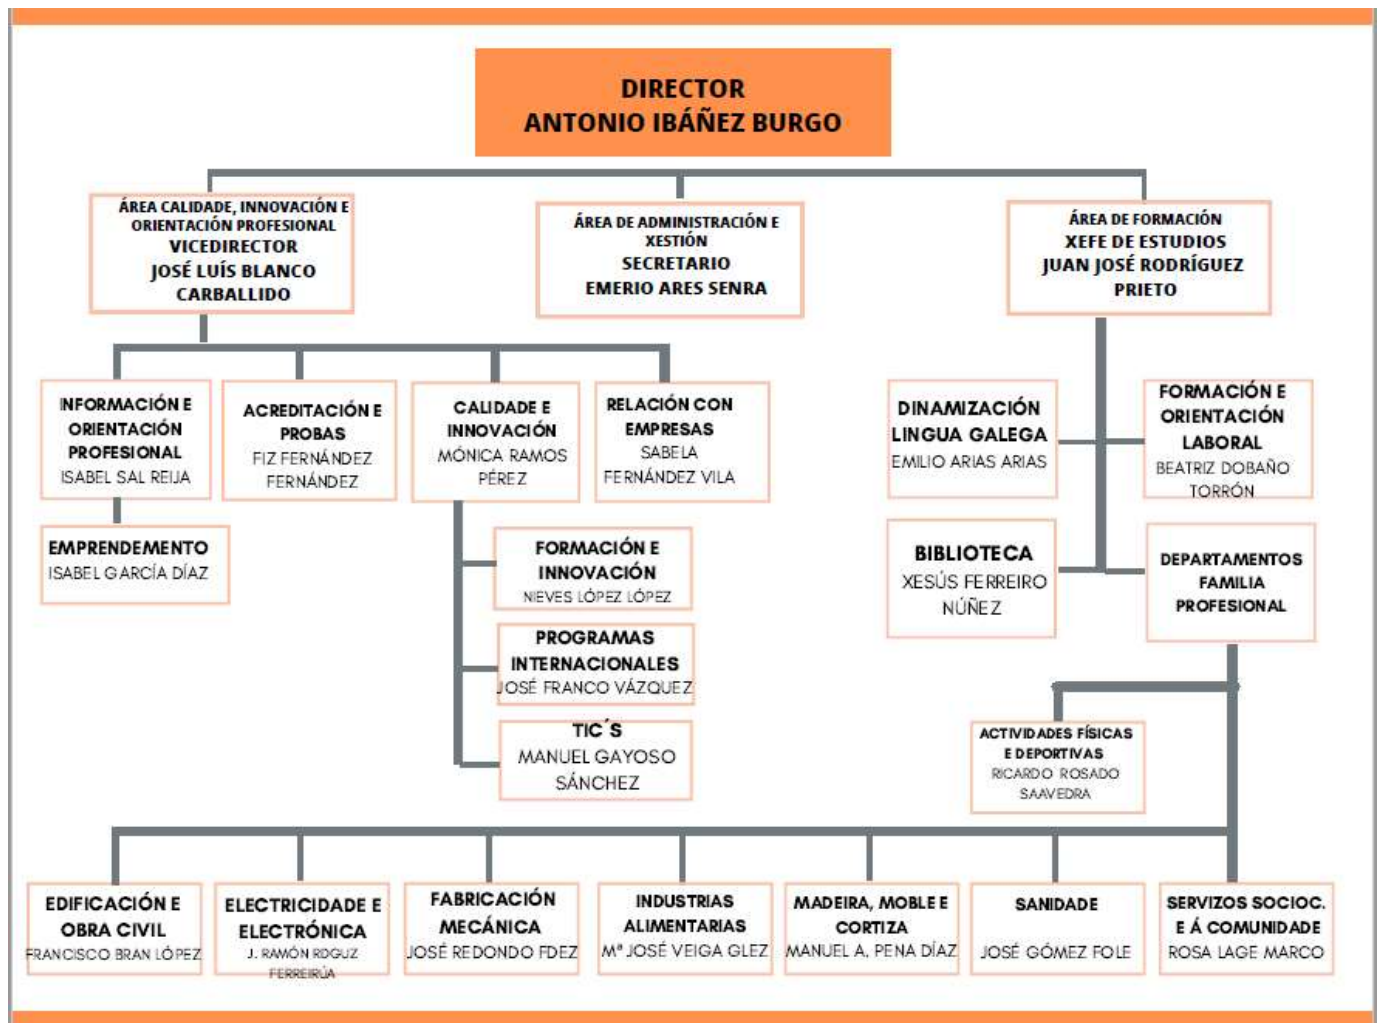 DIRECTOR
ANTONIO IBÁÑEZ BURGO
ÁREA CALIDADE, INNOVACIÓN E
ORIENTACIÓN PROFESIONAL
VICEDIRECTOR
JOSÉ LUÍS BLANCO
CARBALLIDO
ÁREA DE ADMINISTRACIÓN E
XESTIÓN
SECRETARIO
EMERIO ARES SENRA
ÁREA DE FORMACIÓN
XEFE DE ESTUDIOS
JUAN JOSÉ RODRÍGUEZ
PRIETO
INFORMACIÓN E
ORIENTACIÓN
PROFESIONAL
ISABEL SAL REIJA
ACREDITACIÓN E
PROBAS
FIZ FERNÁNDEZ
FERNÁNDEZ
CALIDADE E
INNOVACIÓN
MÓNICA RAMOS
PÉREZ
RELACIÓN CON
EMPRESAS
SABELA
FERNÁNDEZ VILA
DINAMIZACIÓN
LINGUA GALEGA
EMILIO ARIAS ARIAS
FORMACIÓN E
ORIENTACIÓN
LABORAL
BEATRIZ DOBAÑO
TORRÓN
EMPRENDEMENTO
ISABEL GARCÍA DÍAZ
FORMACIÓN E
INNOVACIÓN
NIEVES LÓPEZ LÓPEZ
BIBLIOTECA
XESÚS FERREIRO
NÚÑEZ
DEPARTAMENTOS
FAMILIA
PROFESIONAL
PROGRAMAS
INTERNACIONALES
JOSÉ FRANCO VÁZQUEZ
TIC´S
MANUEL GAYOSO
SÁNCHEZ
ACTIVIDADES FÍSICAS
E DEPORTIVAS
RICARDO ROSADO
SAAVEDRA
EDIFICACIÓN E
OBRA CIVIL
FRANCISCO BRAN LÓPEZ
ELECTRICIDADE E
ELECTRÓNICA
J. RAMÓN RDGUZ
FERREIRÚA
FABRICACIÓN
MECÁNICA
JOSÉ REDONDO FDEZ
INDUSTRIAS
ALIMENTARIAS
Mª JOSÉ VEIGA GLEZ
MADEIRA, MOBLE E
CORTIZA
MANUEL A. PENA DÍAZ
SANIDADE
JOSÉ GÓMEZ FOLE
SERVIZOS SOCIOC.
E Á COMUNIDADE
ROSA LAGE MARCO